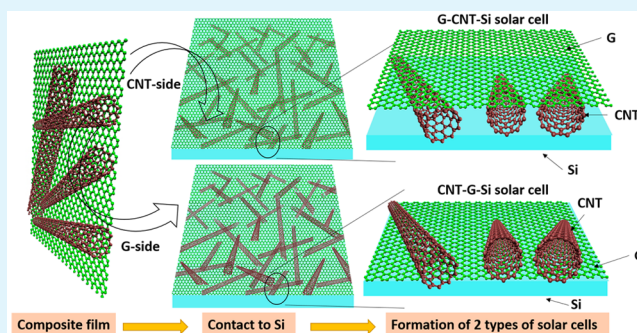 G-CNT-Si solar cell
G
CNT-side
CNT
Si
CNT-G-Si solar cell
CNT
G-side
Si
Composite film
Contact to Si
Formation of 2 types of solar cells